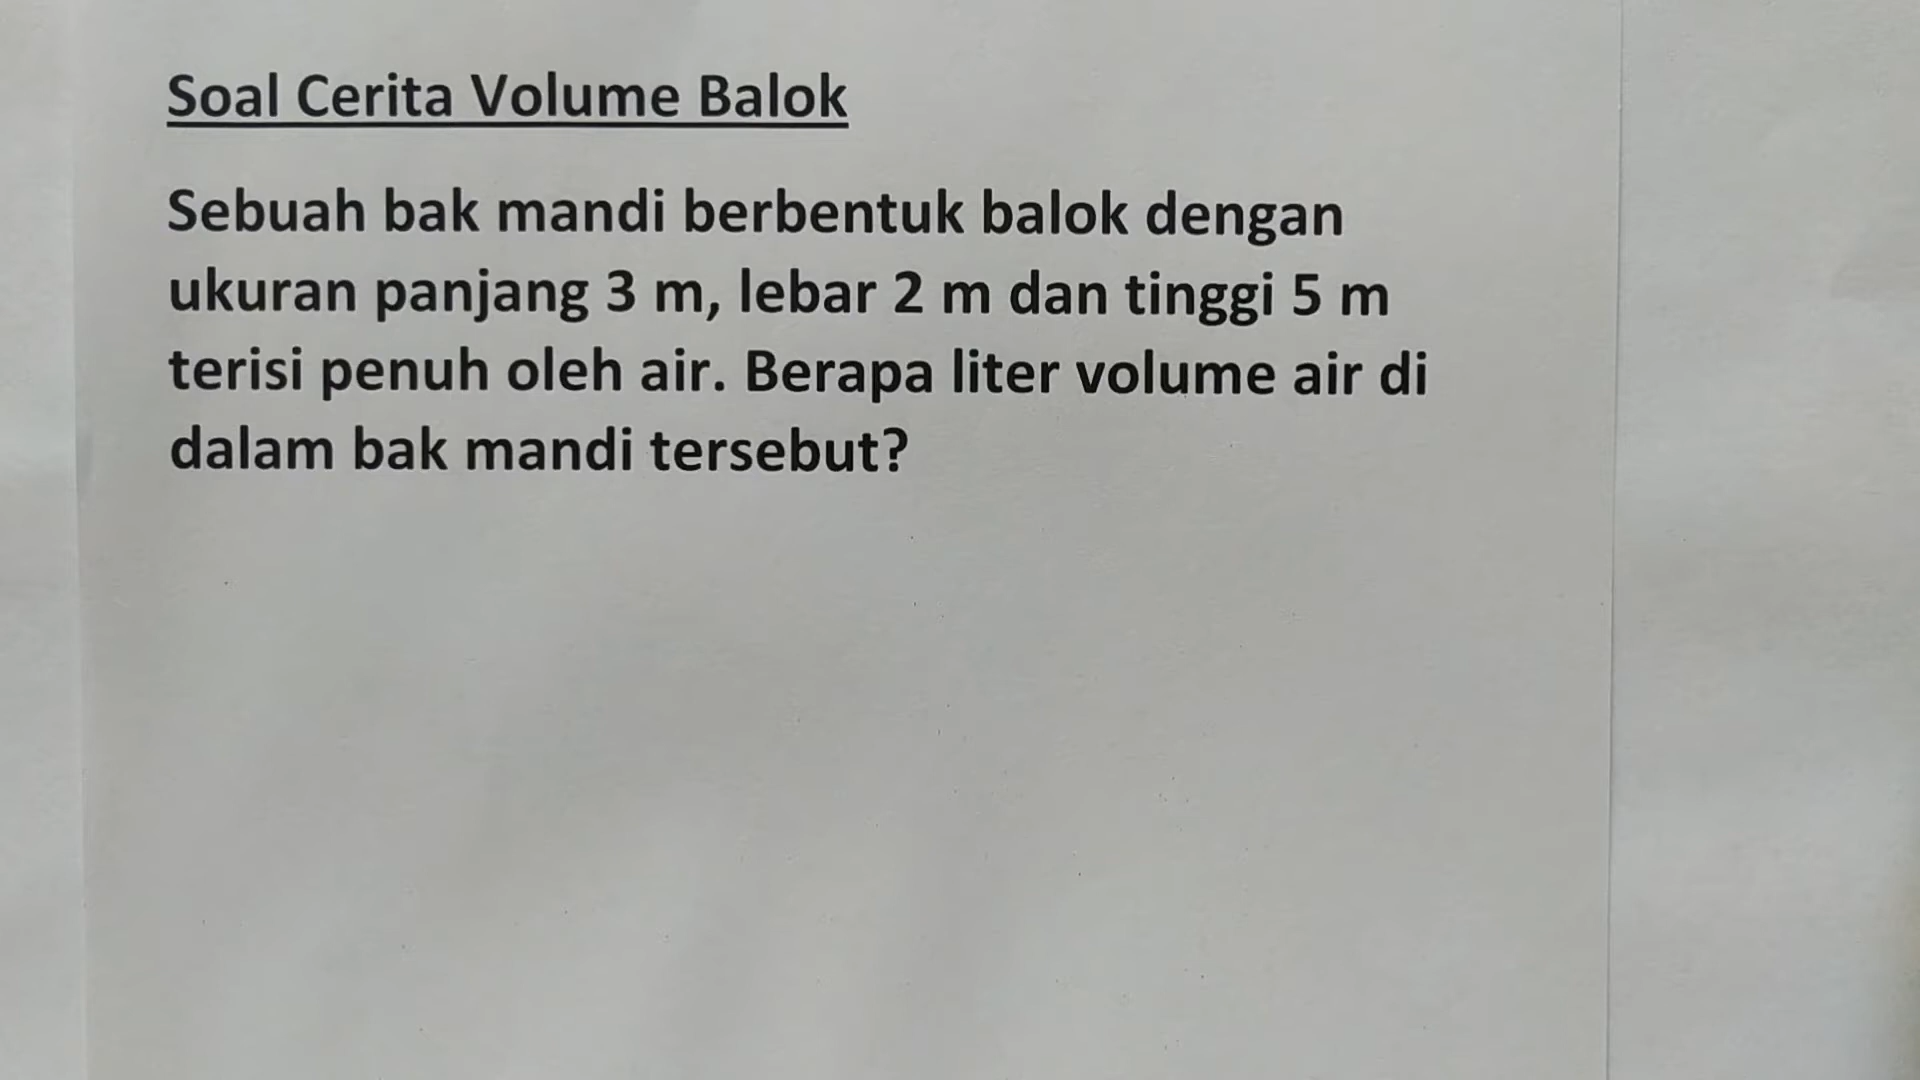 Soal Cerita Volume Balok
Sebuah bak mandi berbentuk balok dengan
ukuran panjang 3 m, lebar 2 m dan tinggi 5 m
terisi penuh oleh air. Berapa liter volume air di
dalam bak mandi tersebut?